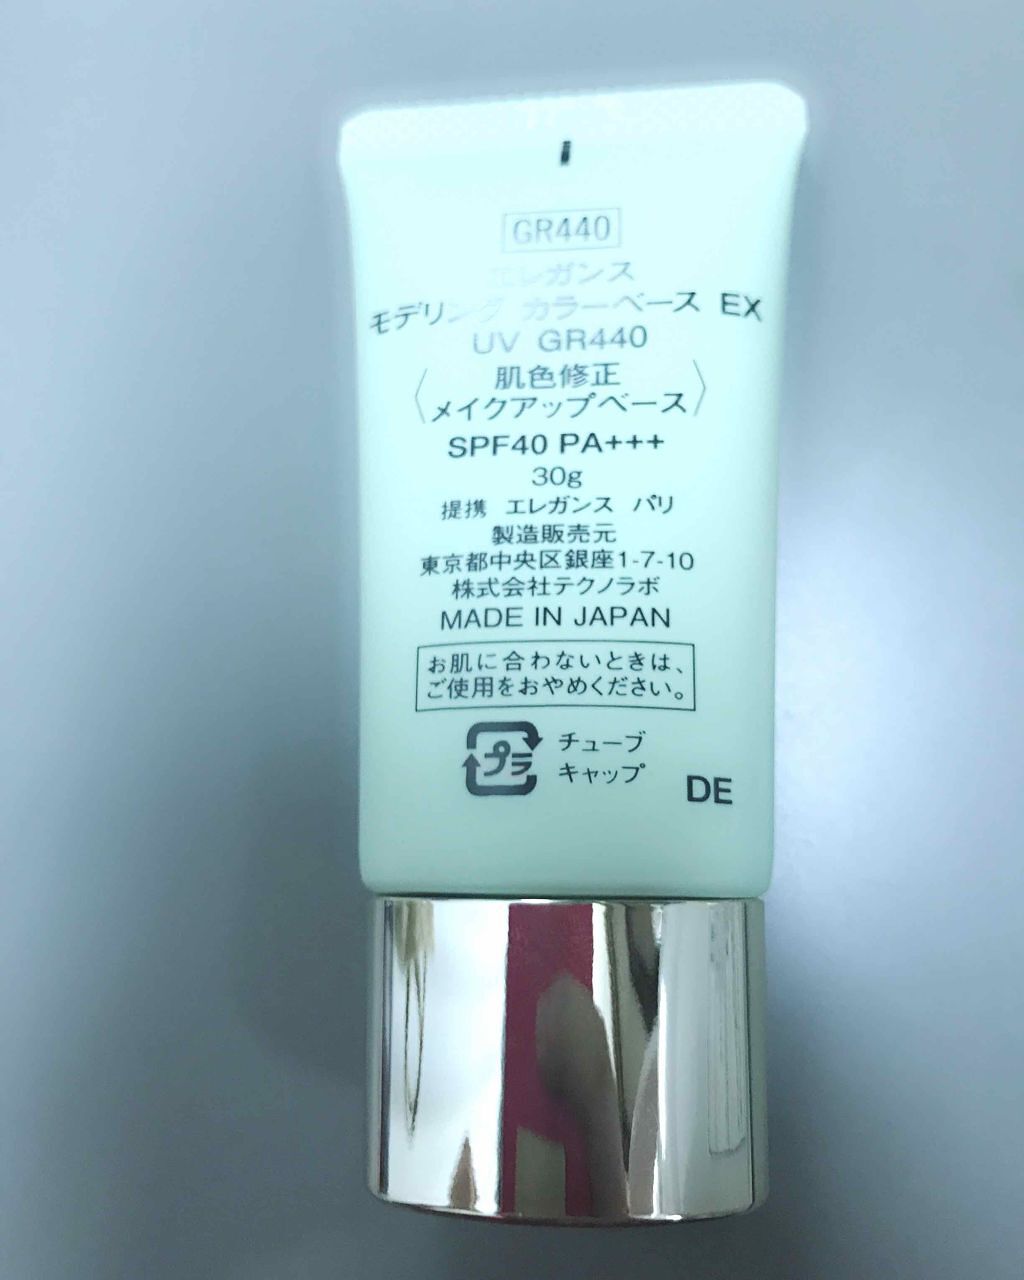 GR440
エレガンス
モデリング カラーベース EX
UV GR440
肌色修正
〈メイクアップベース〉
SPF40 PA+++
30g
提携 エレガンス パリ
製造販売元
東京都中央区銀座1-7-10
株式会社テクノラボ
MADE IN JAPAN
お肌に合わないときは、
ご使用をおやめください。
プラ チューブ
キャップ
DE